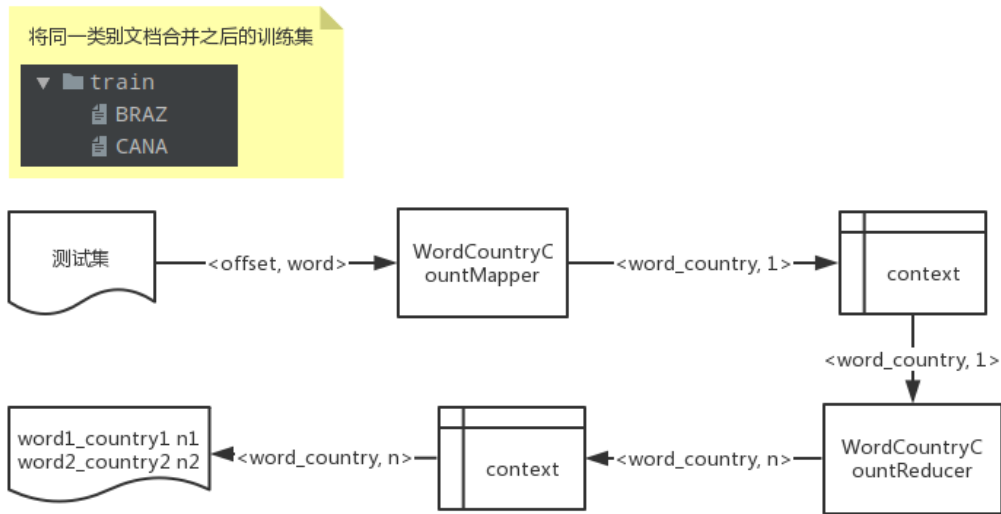 将同一类别文档合并之后的训练集
train
BRAZ
CANA
测试集
<offset, word>
WordCountryC
ountMapper
<word_country, 1>
context
<word_country, 1>
WordCountryC
ountReducer
<word_country, n>
context
<word_country, n>
word1_country1 n1
word2_country2 n2